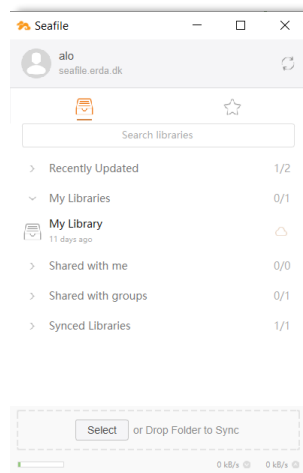 Seafile
alo
seafile.erda.dk
Search libraries
Recently Updated 1/2
My Libraries 0/1
My Library
11 days ago
Shared with me 0/0
Shared with groups 0/1
Synced Libraries 1/1
Select or Drop Folder to Sync
0 kB/s 0 kB/s